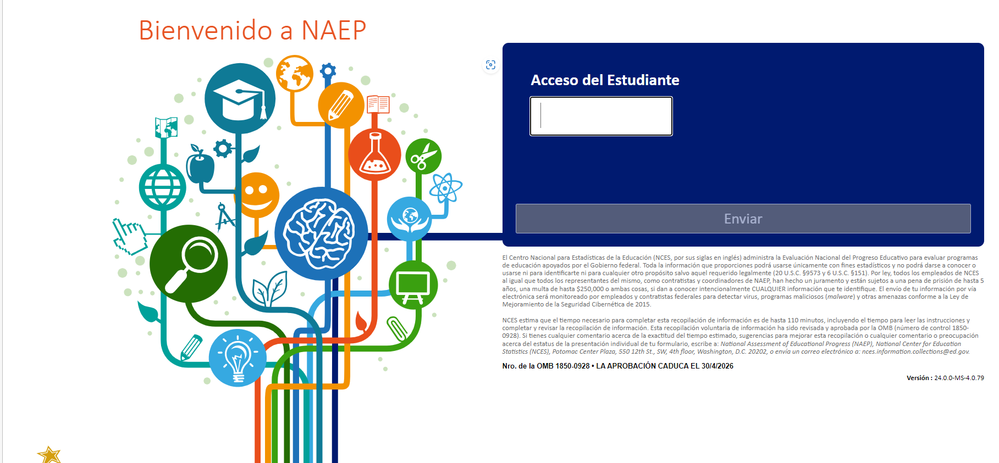 Bienvenido a NAEP
Acceso del Estudiante
Enviar
El Centro Nacional para Estadísticas de la Educación (NCES, por sus siglas en inglés) administra la Evaluación Nacional del Progreso Educativo para evaluar programas
de educación apoyados por el Gobierno federal. Toda la información que proporciones podrá usarse únicamente con fines estadísticos y no podrá darse a conocer o
usarse ni para identificarte ni para cualquier otro propósito salvo aquel requerido legalmente (20 U.S.C. §9573 y 6 U.S.C. §151). Por ley, todos los empleados de NCES
al igual que todos los representantes del mismo, como contratistas y coordinadores de NAEP, han hecho un juramento y están sujetos a una pena de prisión de hasta 5
años, una multa de hasta $250,000 o ambas cosas, si dan a conocer intencionalmente CUALQUIER información que te identifique. El envío de tu información por vía
electrónica será monitoreado por empleados y contratistas federales para detectar virus, programas maliciosos (malware) y otras amenazas conforme a la Ley de
Mejoramiento de la Seguridad Cibernética de 2015.
NCES estima que el tiempo necesario para completar esta recopilación de información es de hasta 110 minutos, incluyendo el tiempo para leer las instrucciones y
completar y revisar la recopilación de información. Esta recopilación voluntaria de información ha sido revisada y aprobada por la OMB (número de control 1850-
0928). Si tienes cualquier comentario acerca de la exactitud del tiempo estimado, sugerencias para mejorar esta recopilación o cualquier comentario o preocupación
acerca del estatus de la presentación individual de tu formulario, escribe a: National Assessment of Educational Progress (NAEP), National Center for Education
Statistics (NCES), Potomac Center Plaza, 550 12th St., SW, 4th floor, Washington, D.C. 20202, o envía un correo electrónico a: nces.information.collections@ed.gov.
Nro. de la OMB 1850-0928 • LA APROBACIÓN CADUCA EL 30/4/2026
Versión : 24.0.0-MS-4.0.79